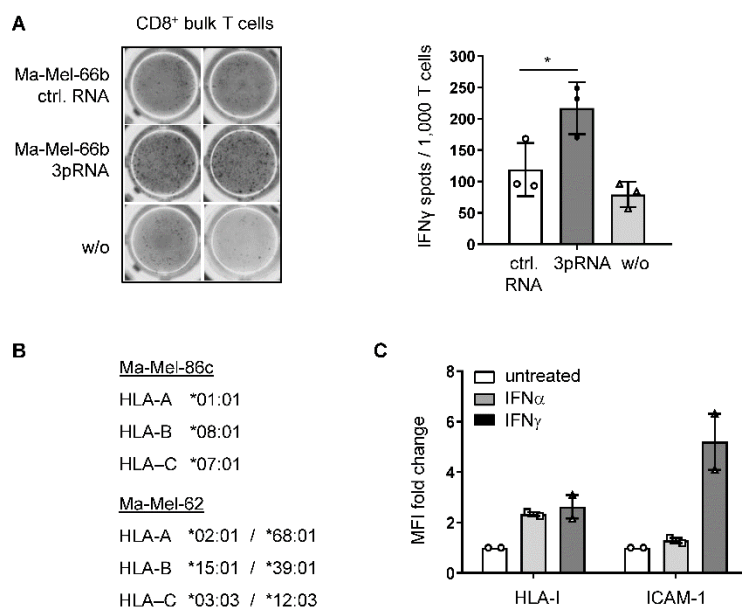 A
CD8⁺ bulk T cells
Ma-Mel-66b
ctrl. RNA
Ma-Mel-66b
3pRNA
w/o
IFNγ spots / 1,000 T cells
300
250
200
150
100
50
0
*
ctrl.
RNA
3pRNA
w/o
B
Ma-Mel-86c
HLA-A *01:01
HLA-B *08:01
HLA–C *07:01
Ma-Mel-62
HLA-A *02:01 / *68:01
HLA-B *15:01 / *39:01
HLA–C *03:03 / *12:03
C
MFI fold change
8
6
4
2
0
untreated
IFNα
IFNγ
HLA-I
ICAM-1